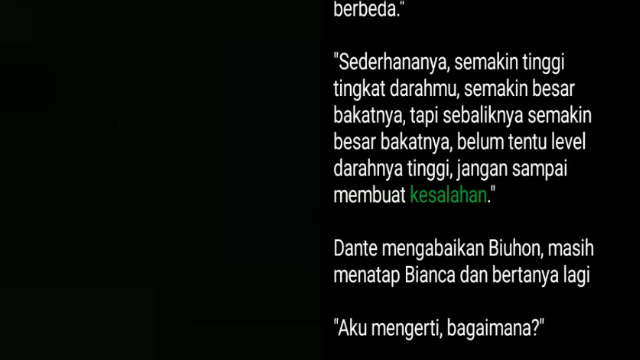 berbeda."
"Sederhananya, semakin tinggi
tingkat darahmu, semakin besar
bakatnya, tapi sebaliknya semakin
besar bakatnya, belum tentu level
darahnya tinggi, jangan sampai
membuat kesalahan."
Dante mengabaikan Biuhon, masih
menatap Bianca dan bertanya lagi
"Aku mengerti, bagaimana?"